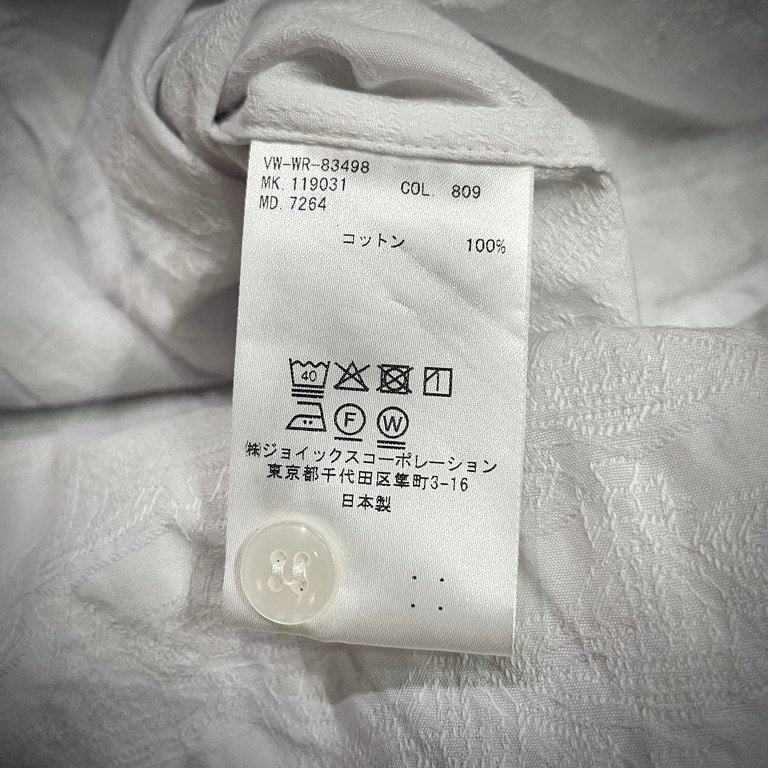 VW-WR-83498
MK. 119031 COL. 809
MD. 7264
コットン 100%
40
F W
㈱ジョイックスコーポレーション
東京都千代田区隼町3-16
日本製